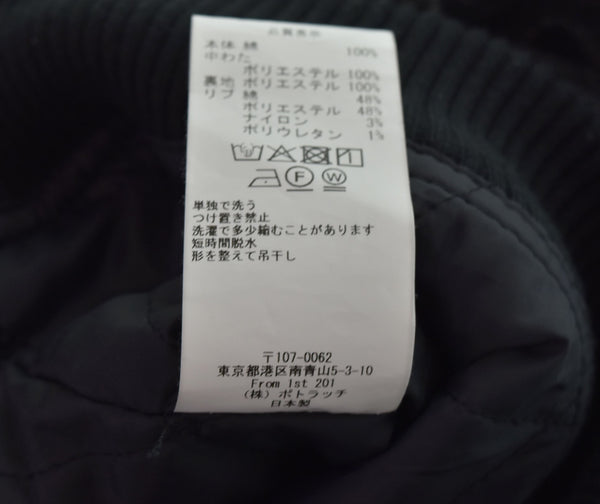 品質表示
本体 綿 100%
中わた
ポリエステル 100%
裏地 ポリエステル 100%
リブ 綿 48%
ポリエステル 48%
ナイロン 3%
ポリウレタン 1%
F W
単独で洗う
つけ置き禁止
洗濯で多少縮むことがあります
短時間脱水
形を整えて吊干し
〒107-0062
東京都港区南青山5-3-10
From 1st 201
(株) ポトラッチ
日本製